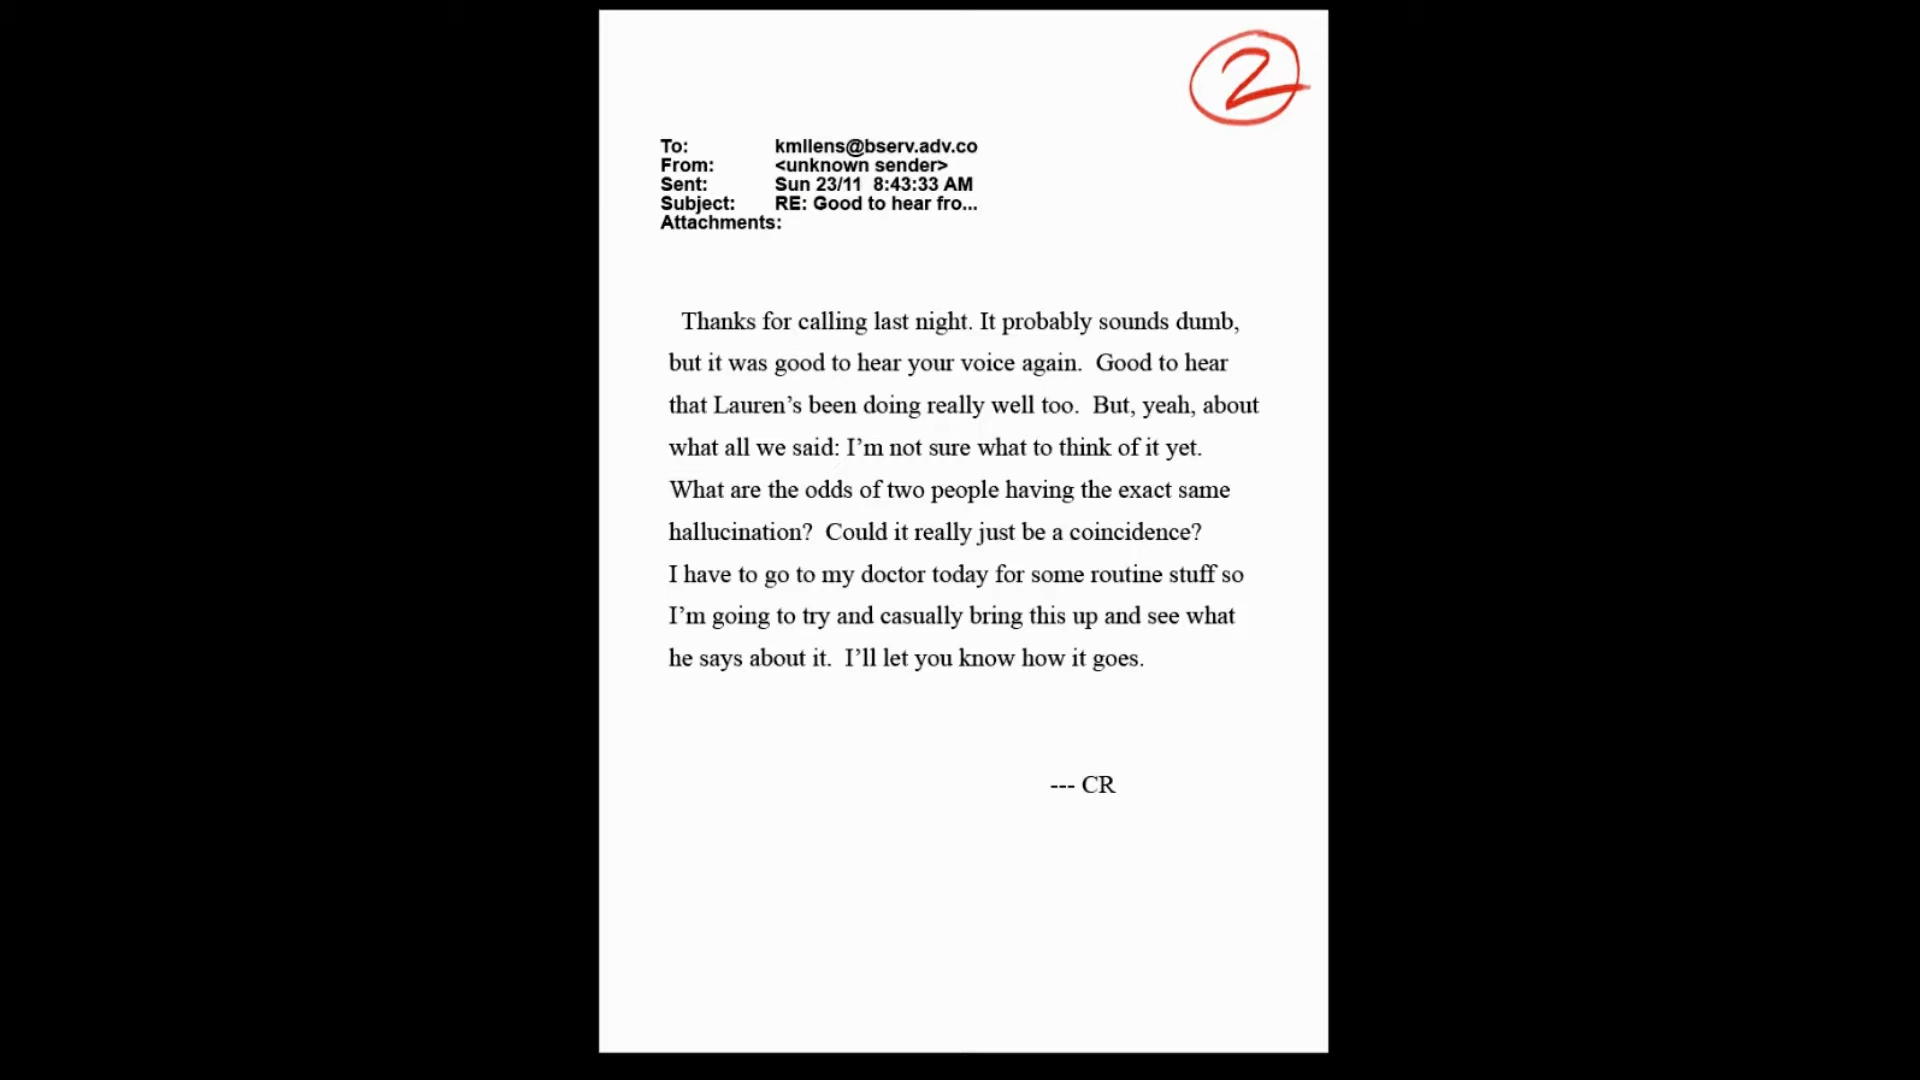 2
To: kmllens@bserv.adv.co
From: <unknown sender>
Sent: Sun 23/11 8:43:33 AM
Subject: RE: Good to hear fro...
Attachments:
Thanks for calling last night. It probably sounds dumb,
but it was good to hear your voice again. Good to hear
that Lauren’s been doing really well too. But, yeah, about
what all we said: I’m not sure what to think of it yet.
What are the odds of two people having the exact same
hallucination? Could it really just be a coincidence?
I have to go to my doctor today for some routine stuff so
I’m going to try and casually bring this up and see what
he says about it. I’ll let you know how it goes.
--- CR